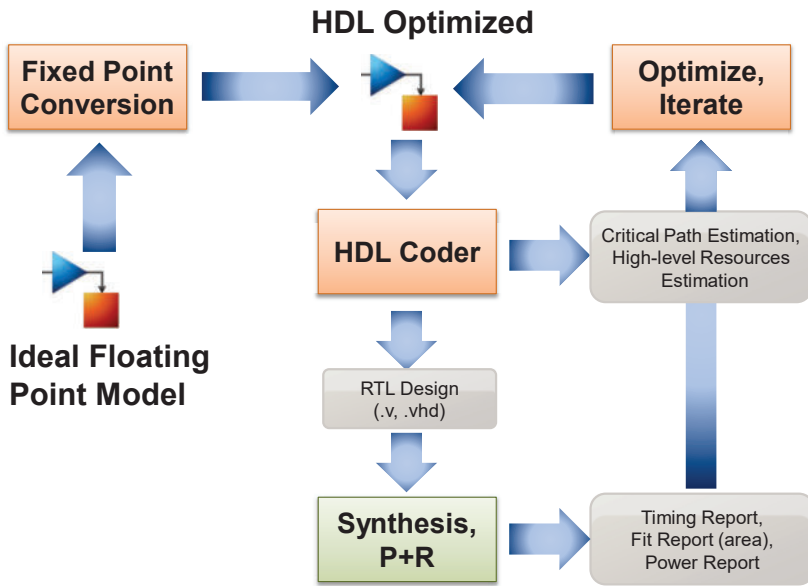 HDL Optimized
Fixed Point
Conversion
Optimize,
Iterate
HDL Coder
Critical Path Estimation,
High-level Resources
Estimation
Ideal Floating
Point Model
RTL Design
(.v, .vhd)
Synthesis,
P+R
Timing Report,
Fit Report (area),
Power Report